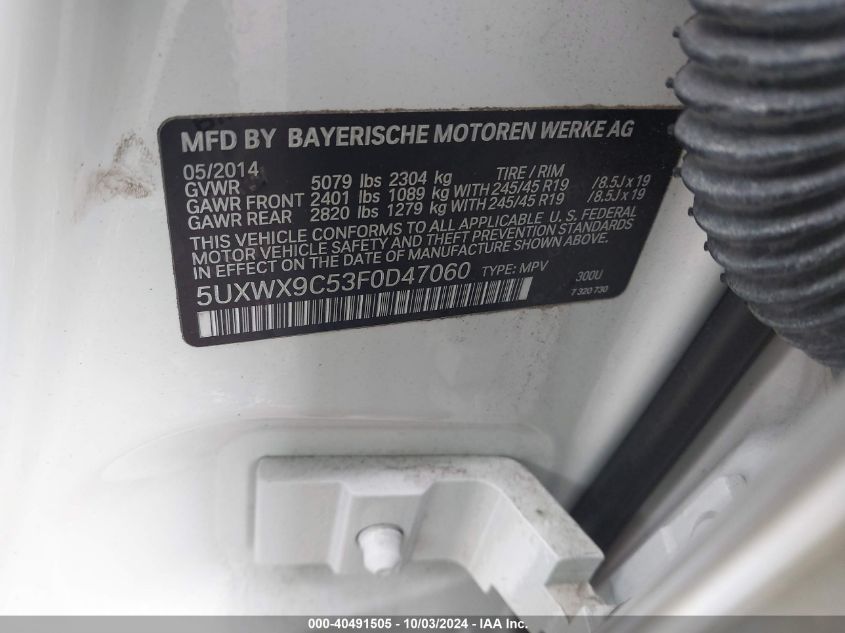 MFD BY BAYERISCHE MOTOREN WERKE AG
05/2014 TIRE / RIM
GVWR 5079 lbs 2304 kg
GAWR FRONT 2401 lbs 1089 kg WITH 245/45 R19 /8.5J x 19
GAWR REAR 2820 lbs 1279 kg WITH 245/45 R19 /8.5J x 19
THIS VEHICLE CONFORMS TO ALL APPLICABLE U. S. FEDERAL
MOTOR VEHICLE SAFETY AND THEFT PREVENTION STANDARDS
IN EFFECT ON THE DATE OF MANUFACTURE SHOWN ABOVE.
5UXWX9C53F0D47060 TYPE: MPV 300U
7 320 730
000-40491505 - 10/03/2024 - IAA Inc.